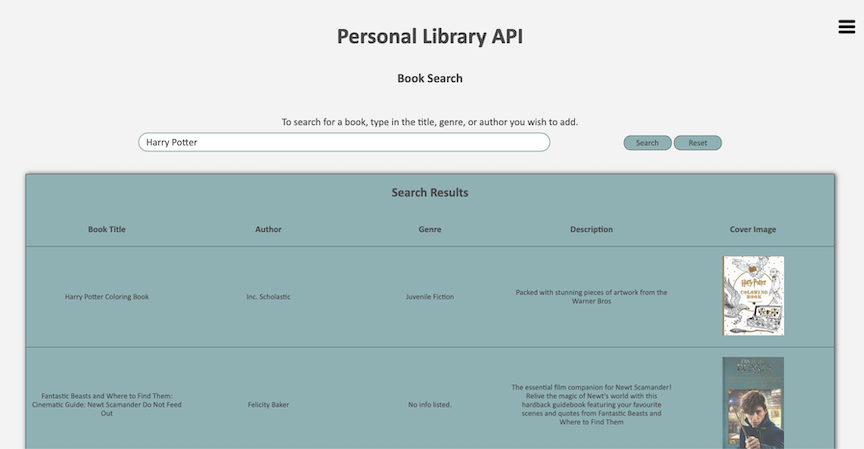 Personal Library API
Book Search
To search for a book, type in the title, genre, or author you wish to add.
Harry Potter
Search
Reset
Search Results
Book Title
Author
Genre
Description
Cover Image
Harry Potter Coloring Book
Inc. Scholastic
Juvenile Fiction
Packed with stunning pieces of artwork from the
Warner Bros
Harry Potter
COLORING
BOOK
Fantastic Beasts and Where to Find Them:
Cinematic Guide: Newt Scamander Do Not Feed
Out
Felicity Baker
No info listed.
The essential film companion for Newt Scamander!
Relive the magic of Newt's world with this
hardback guidebook featuring your favourite
scenes and quotes from Fantastic Beasts and
Where to Find Them